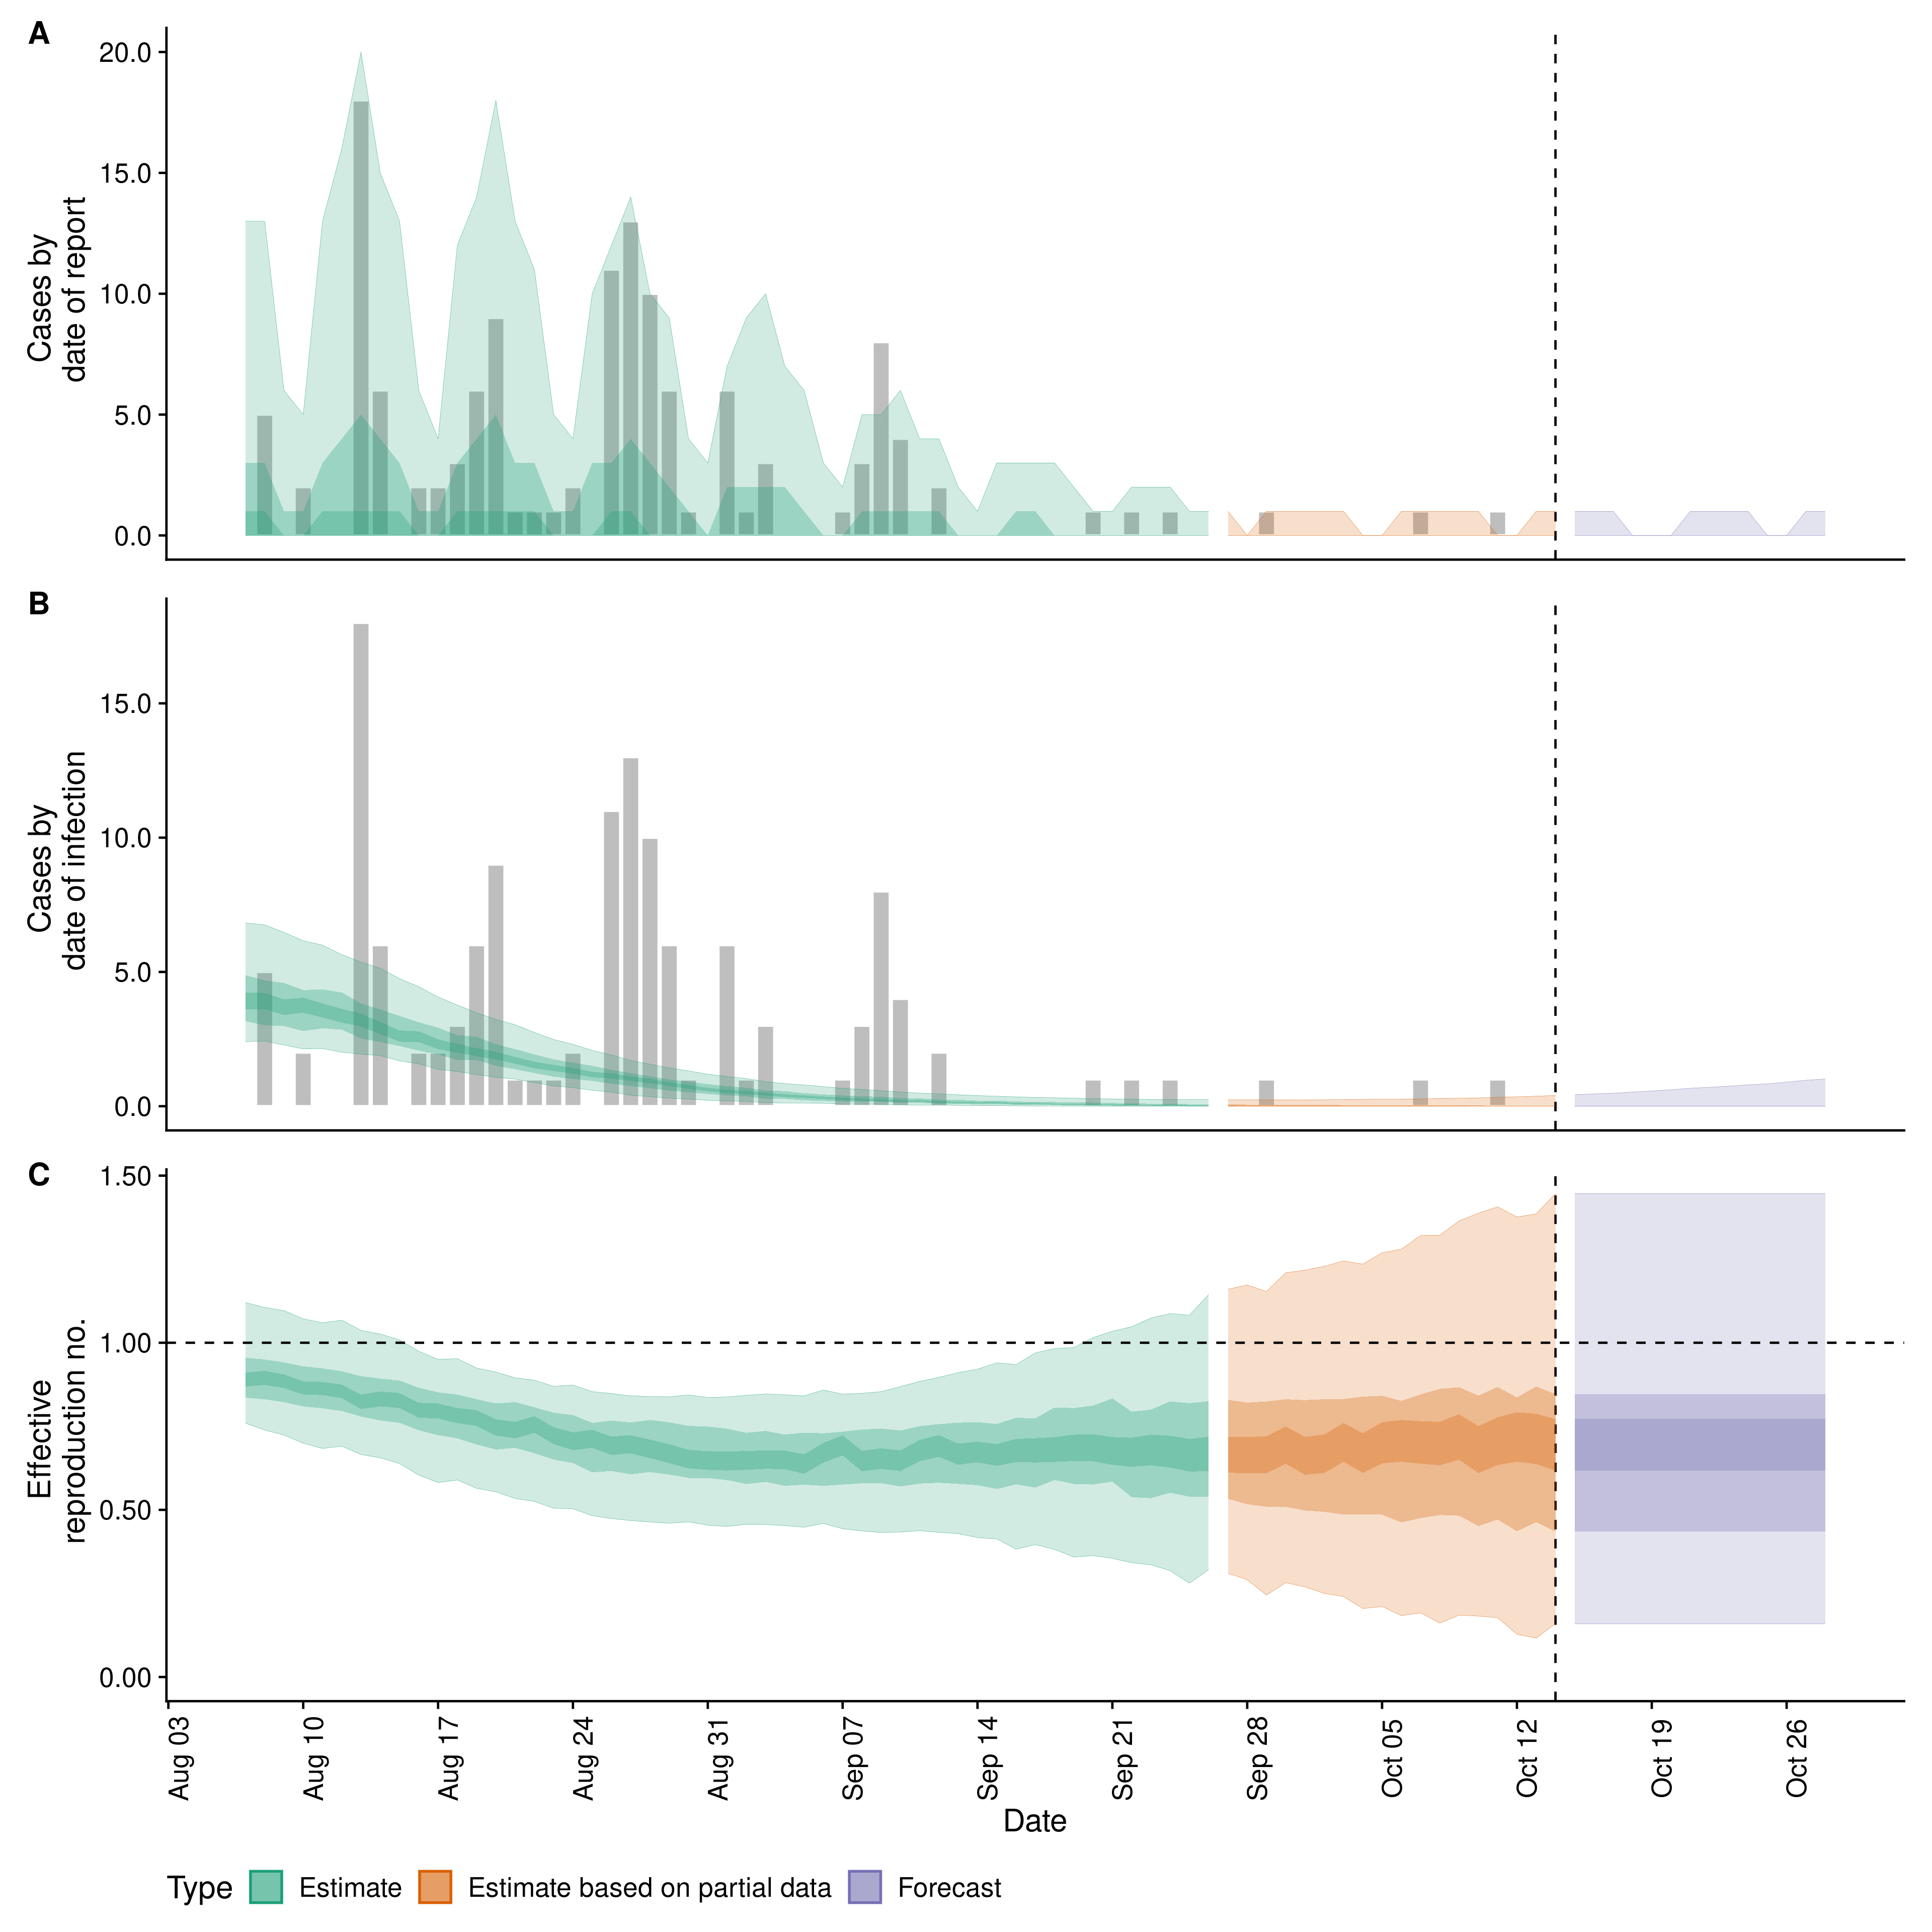 A
Cases by
date of report
20.0
15.0
10.0
5.0
0.0
B
Cases by
date of infection
15.0
10.0
5.0
0.0
C
Effective
reproduction no.
1.50
1.00
0.50
0.00
Aug 03
Aug 10
Aug 17
Aug 24
Aug 31
Sep 07
Sep 14
Sep 21
Sep 28
Oct 05
Oct 12
Oct 19
Oct 26
Date
Type Estimate Estimate based on partial data Forecast